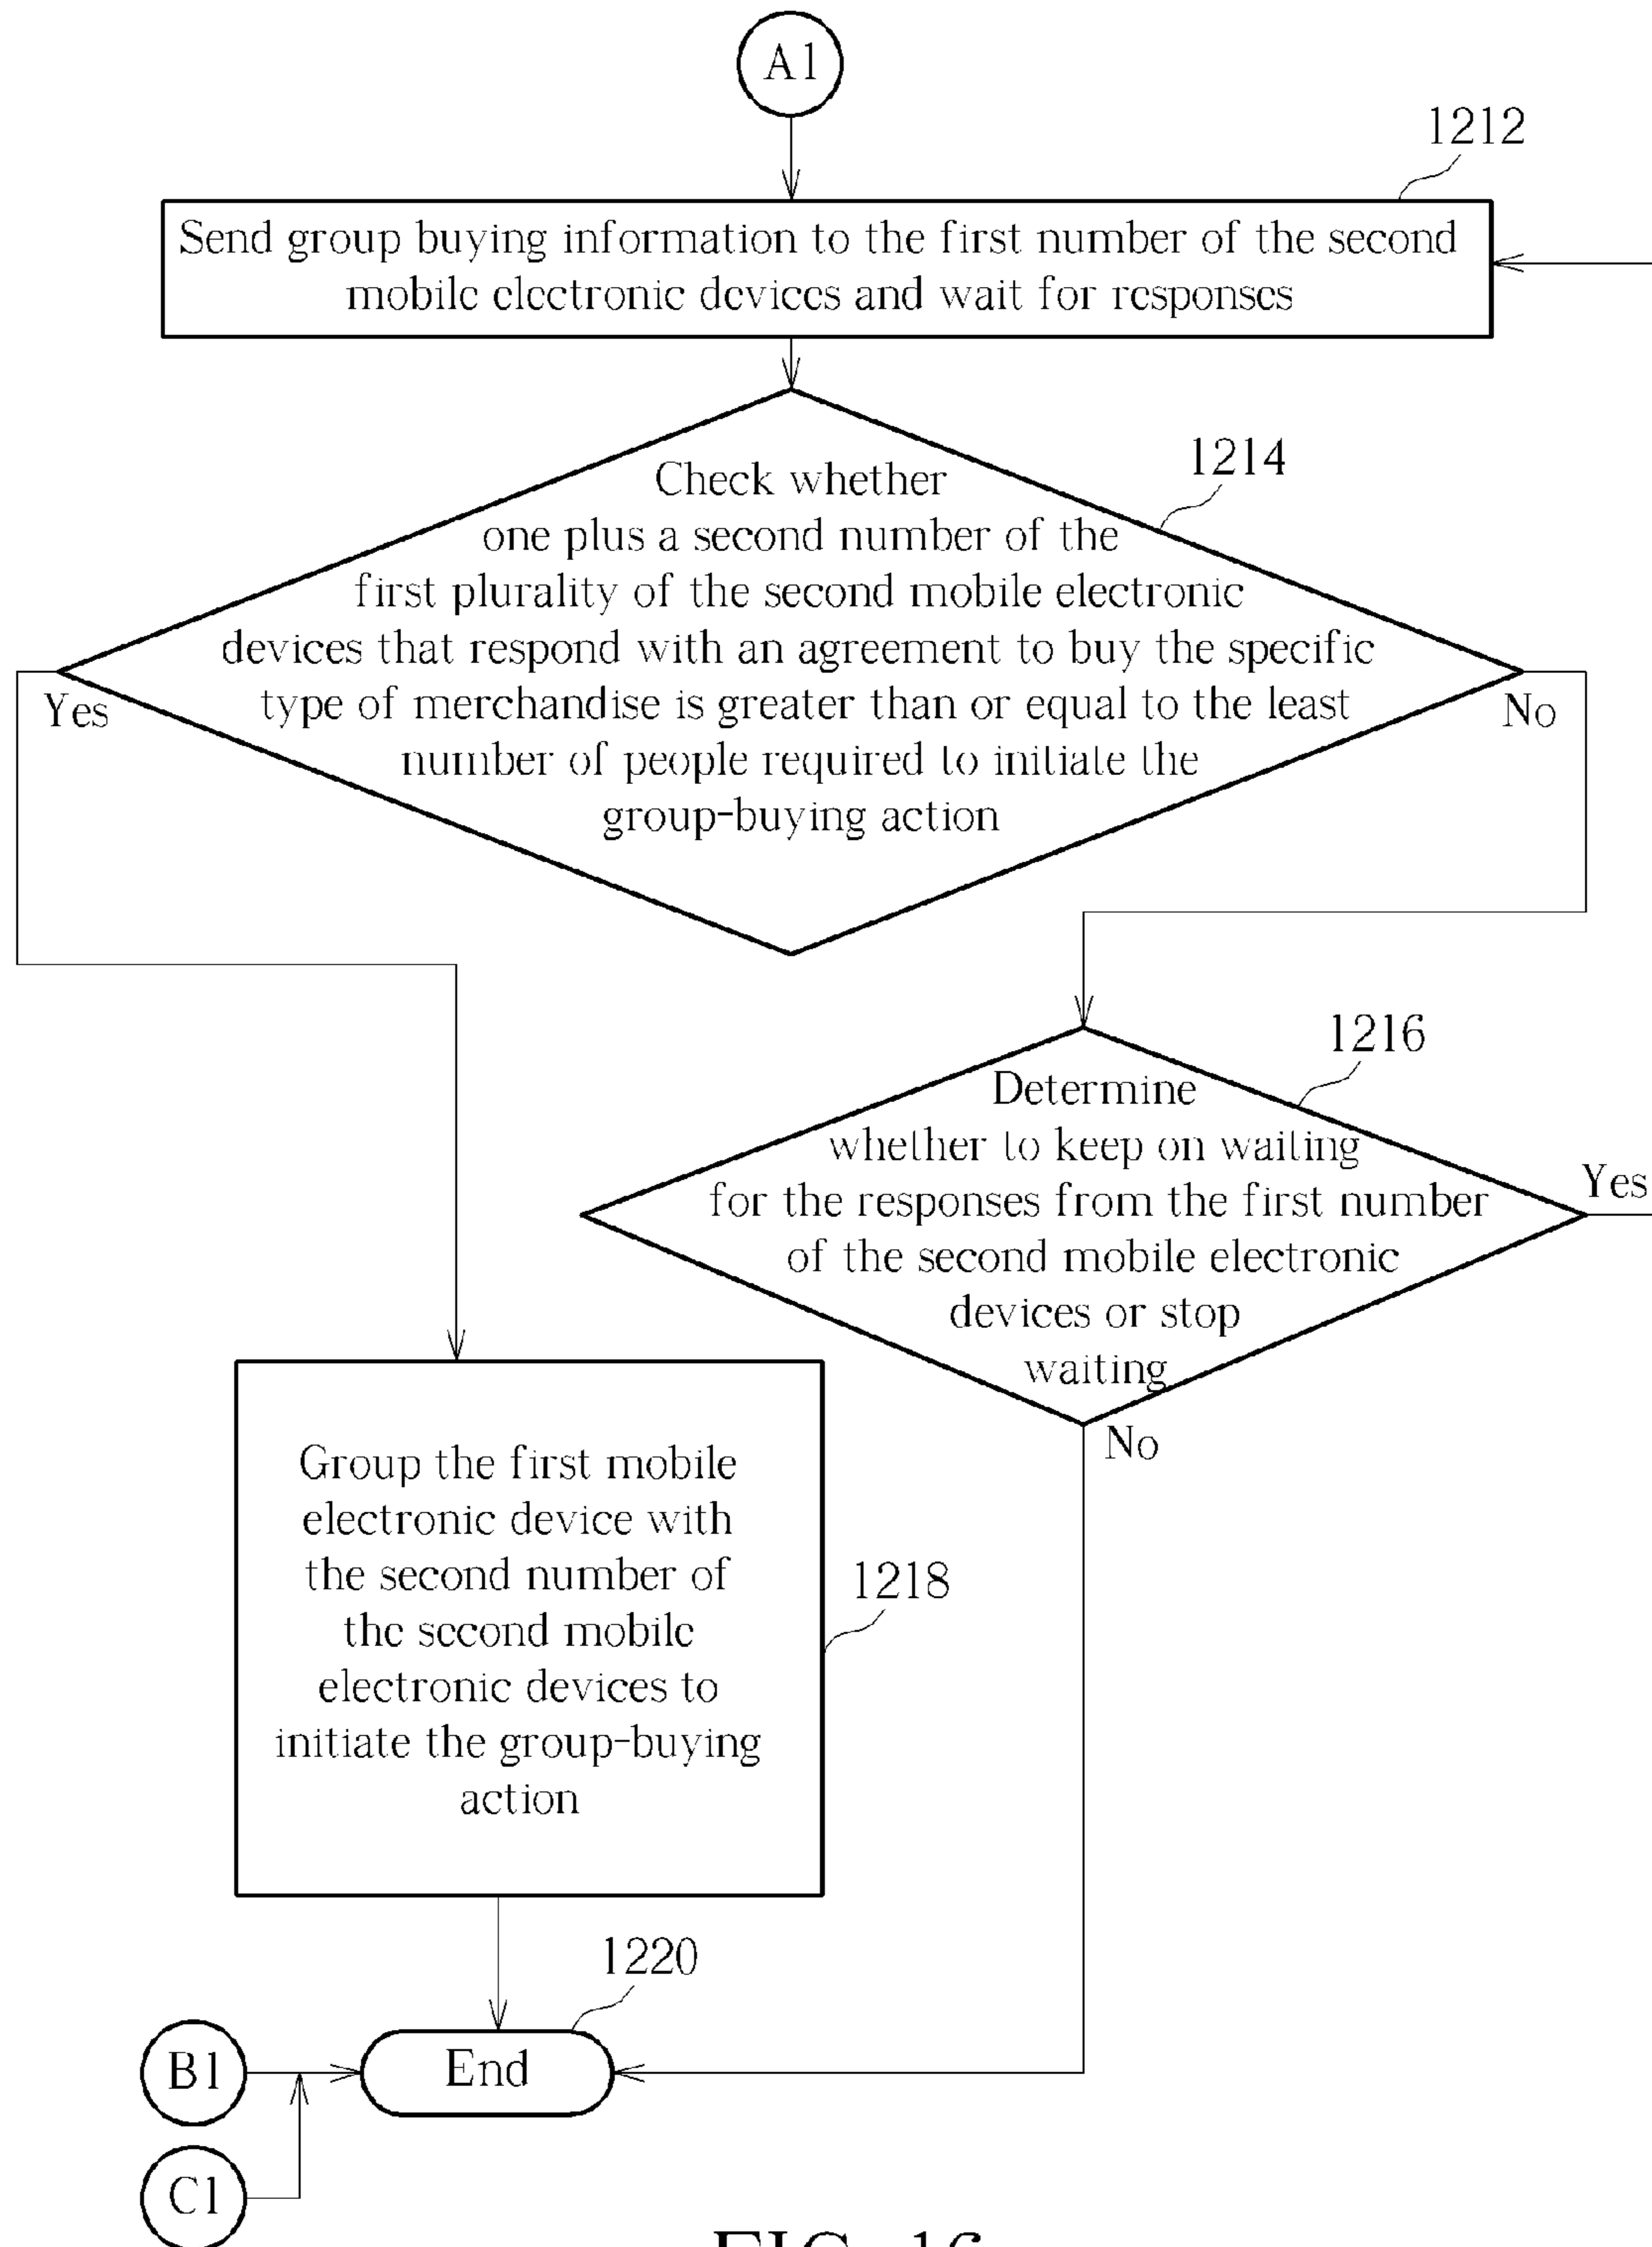 A1
1212
Send group buying information to the first number of the second
mobile electronic devices and wait for responses
1214
Check whether
one plus a second number of the
first plurality of the second mobile electronic
devices that respond with an agreement to buy the specific
type of merchandise is greater than or equal to the least
number of people required to initiate the
group-buying action
Yes
No
1216
Determine
whether to keep on waiting
for the responses from the first number
of the second mobile electronic
devices or stop
waiting
Yes
No
Group the first mobile
electronic device with
the second number of
the second mobile
electronic devices to
initiate the group-buying
action
1218
1220
B1
End
C1